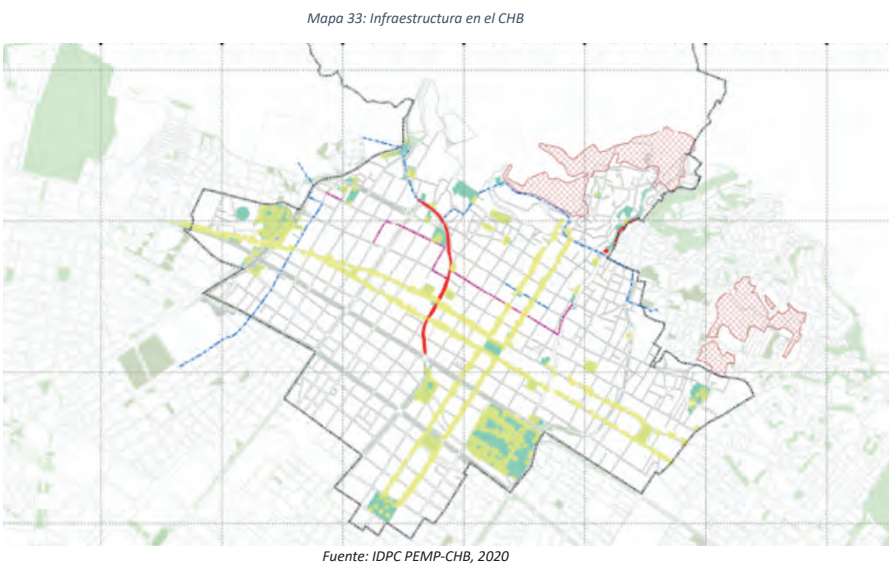 Mapa 33: Infraestructura en el CHB
Fuente: IDPC PEMP-CHB, 2020